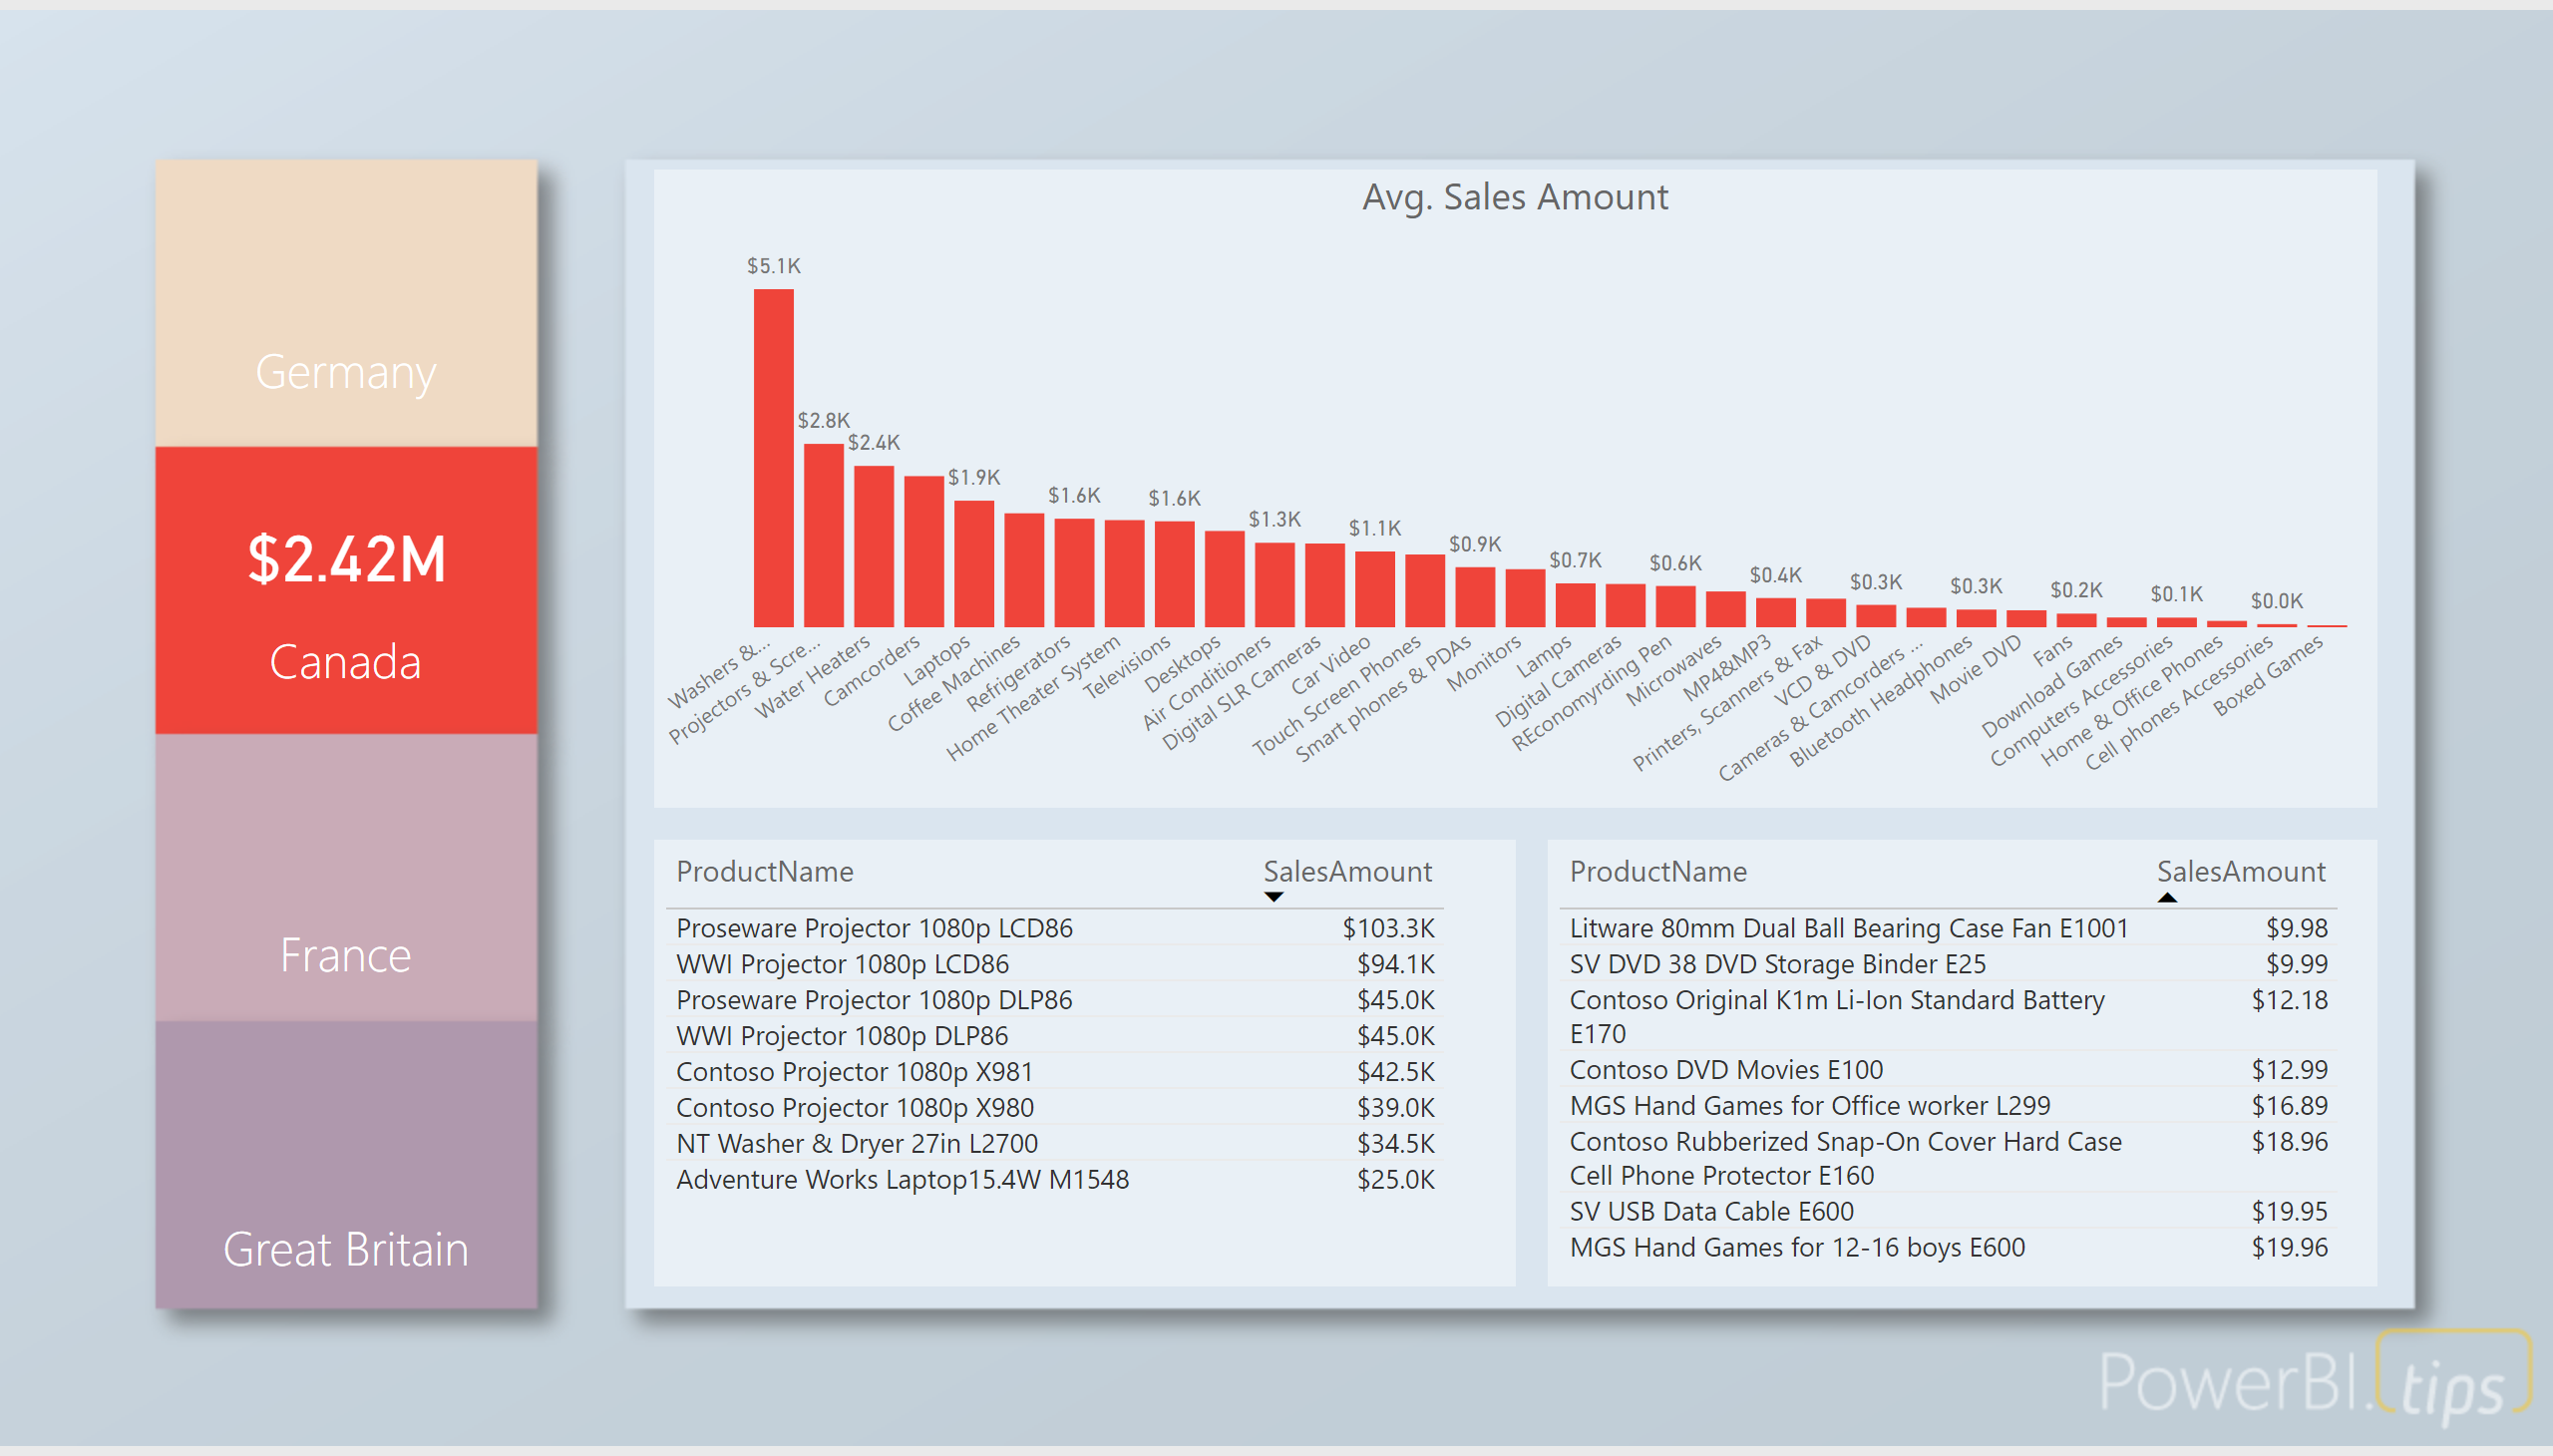 Germany
$2.42M
Canada
France
Great Britain
Avg. Sales Amount
$5.1K
$2.8K
$2.4K
$1.9K
$1.6K
$1.6K
$1.3K
$1.1K
$0.9K
$0.7K
$0.6K
$0.4K
$0.3K
$0.3K
$0.2K
$0.1K
$0.0K
Washers &...
Projectors & Scre...
Water Heaters
Camcorders
Laptops
Coffee Machines
Refrigerators
Home Theater System
Televisions
Desktops
Air Conditioners
Digital SLR Cameras
Car Video
Touch Screen Phones
Smart phones & PDAs
Monitors
Lamps
Digital Cameras
REconomyrding Pen
Microwaves
MP4&MP3
Printers, Scanners & Fax
VCD & DVD
Cameras & Camcorders ...
Bluetooth Headphones
Movie DVD
Fans
Download Games
Computers Accessories
Home & Office Phones
Cell phones Accessories
Boxed Games
ProductName SalesAmount
Proseware Projector 1080p LCD86 $103.3K
WWI Projector 1080p LCD86 $94.1K
Proseware Projector 1080p DLP86 $45.0K
WWI Projector 1080p DLP86 $45.0K
Contoso Projector 1080p X981 $42.5K
Contoso Projector 1080p X980 $39.0K
NT Washer & Dryer 27in L2700 $34.5K
Adventure Works Laptop15.4W M1548 $25.0K
ProductName SalesAmount
Litware 80mm Dual Ball Bearing Case Fan E1001 $9.98
SV DVD 38 DVD Storage Binder E25 $9.99
Contoso Original K1m Li-Ion Standard Battery $12.18
E170
Contoso DVD Movies E100 $12.99
MGS Hand Games for Office worker L299 $16.89
Contoso Rubberized Snap-On Cover Hard Case $18.96
Cell Phone Protector E160
SV USB Data Cable E600 $19.95
MGS Hand Games for 12-16 boys E600 $19.96
PowerBI.tips